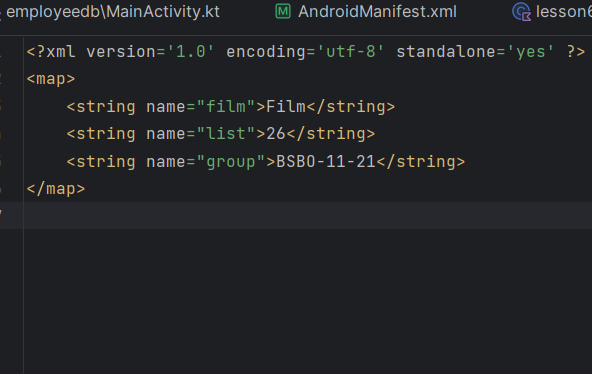 employeedb\MainActivity.kt AndroidManifest.xml lesson6
<?xml version='1.0' encoding='utf-8' standalone='yes' ?>
<map>
    <string name="film">Film</string>
    <string name="list">26</string>
    <string name="group">BSBO-11-21</string>
</map>